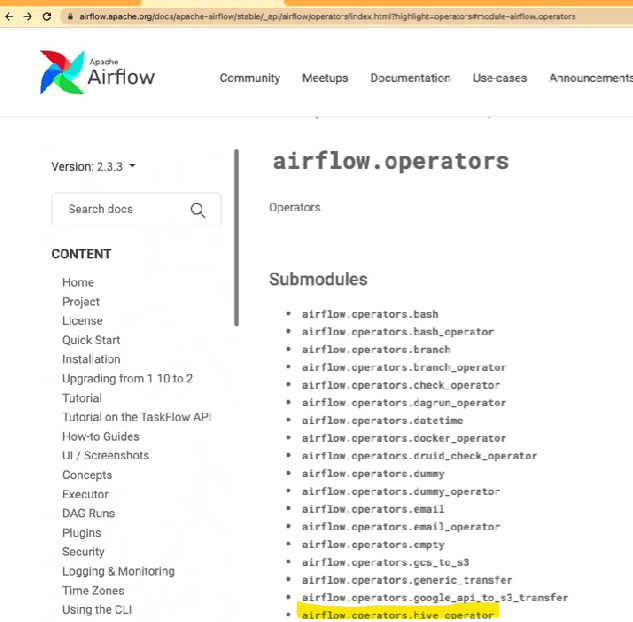 airflow.apache.org/docs/apache-airflow/stable/_api/airflow/operators/index.html?highlight=operators#module-airflow.operators
Apache
Airflow
Community Meetups Documentation Use-cases Announcements
Version: 2.3.3
Search docs
CONTENT
Home
Project
License
Quick Start
Installation
Upgrading from 1.10 to 2
Tutorial
Tutorial on the TaskFlow API
How-to Guides
UI / Screenshots
Concepts
Executor
DAG Runs
Plugins
Security
Logging & Monitoring
Time Zones
Using the CLI
airflow.operators
Operators.
Submodules
airflow.operators.bash
airflow.operators.bash_operator
airflow.operators.branch
airflow.operators.branch_operator
airflow.operators.check_operator
airflow.operators.dagrun_operator
airflow.operators.datetime
airflow.operators.docker_operator
airflow.operators.druid_check_operator
airflow.operators.dummy
airflow.operators.dummy_operator
airflow.operators.email
airflow.operators.email_operator
airflow.operators.empty
airflow.operators.gcs_to_s3
airflow.operators.generic_transfer
airflow.operators.google_api_to_s3_transfer
airflow.operators.hive_operator